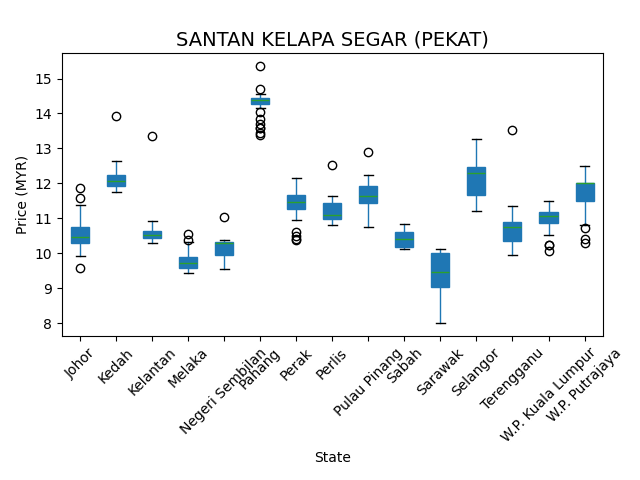 SANTAN KELAPA SEGAR (PEKAT)
Price (MYR)
15
14
13
12
11
10
9
8
Johor
Kedah
Kelantan
Melaka
Negeri Sembilan
Pahang
Perak
Perlis
Pulau Pinang
Sabah
Sarawak
Selangor
Terengganu
W.P. Kuala Lumpur
W.P. Putrajaya
State